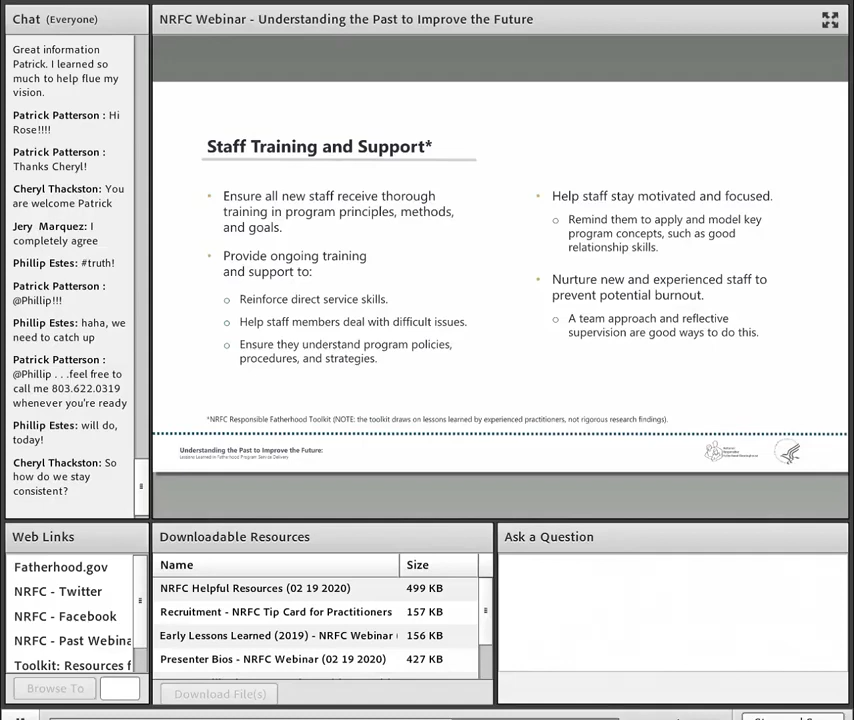 Chat (Everyone)
Great information
Patrick. I learned so
much to help flue my
vision.
Patrick Patterson : Hi
Rose!!!!
Patrick Patterson :
Thanks Cheryl!
Cheryl Thackston: You
are welcome Patrick
Jery Marquez: I
completely agree
Phillip Estes: #truth!
Patrick Patterson :
@Phillip!!!
Phillip Estes: haha, we
need to catch up
Patrick Patterson :
@Phillip . . .feel free to
call me 803.622.0319
whenever you're ready
Phillip Estes: will do,
today!
Cheryl Thackston: So
how do we stay
consistent?
NRFC Webinar - Understanding the Past to Improve the Future
Staff Training and Support*
• Ensure all new staff receive thorough
training in program principles, methods,
and goals.
• Provide ongoing training
and support to:
o Reinforce direct service skills.
o Help staff members deal with difficult issues.
o Ensure they understand program policies,
procedures, and strategies.
• Help staff stay motivated and focused.
o Remind them to apply and model key
program concepts, such as good
relationship skills.
• Nurture new and experienced staff to
prevent potential burnout.
o A team approach and reflective
supervision are good ways to do this.
*NRFC Responsible Fatherhood Toolkit (NOTE: the toolkit draws on lessons learned by experienced practitioners, not rigorous research findings).
Understanding the Past to Improve the Future:
Lessons Learned in Fatherhood Program Service Delivery
Web Links
Fatherhood.gov
NRFC - Twitter
NRFC - Facebook
NRFC - Past Webina
Toolkit: Resources f
Browse To
Downloadable Resources
Name Size
NRFC Helpful Resources (02 19 2020) 499 KB
Recruitment - NRFC Tip Card for Practitioners 157 KB
Early Lessons Learned (2019) - NRFC Webinar 156 KB
Presenter Bios - NRFC Webinar (02 19 2020) 427 KB
Download File(s)
Ask a Question